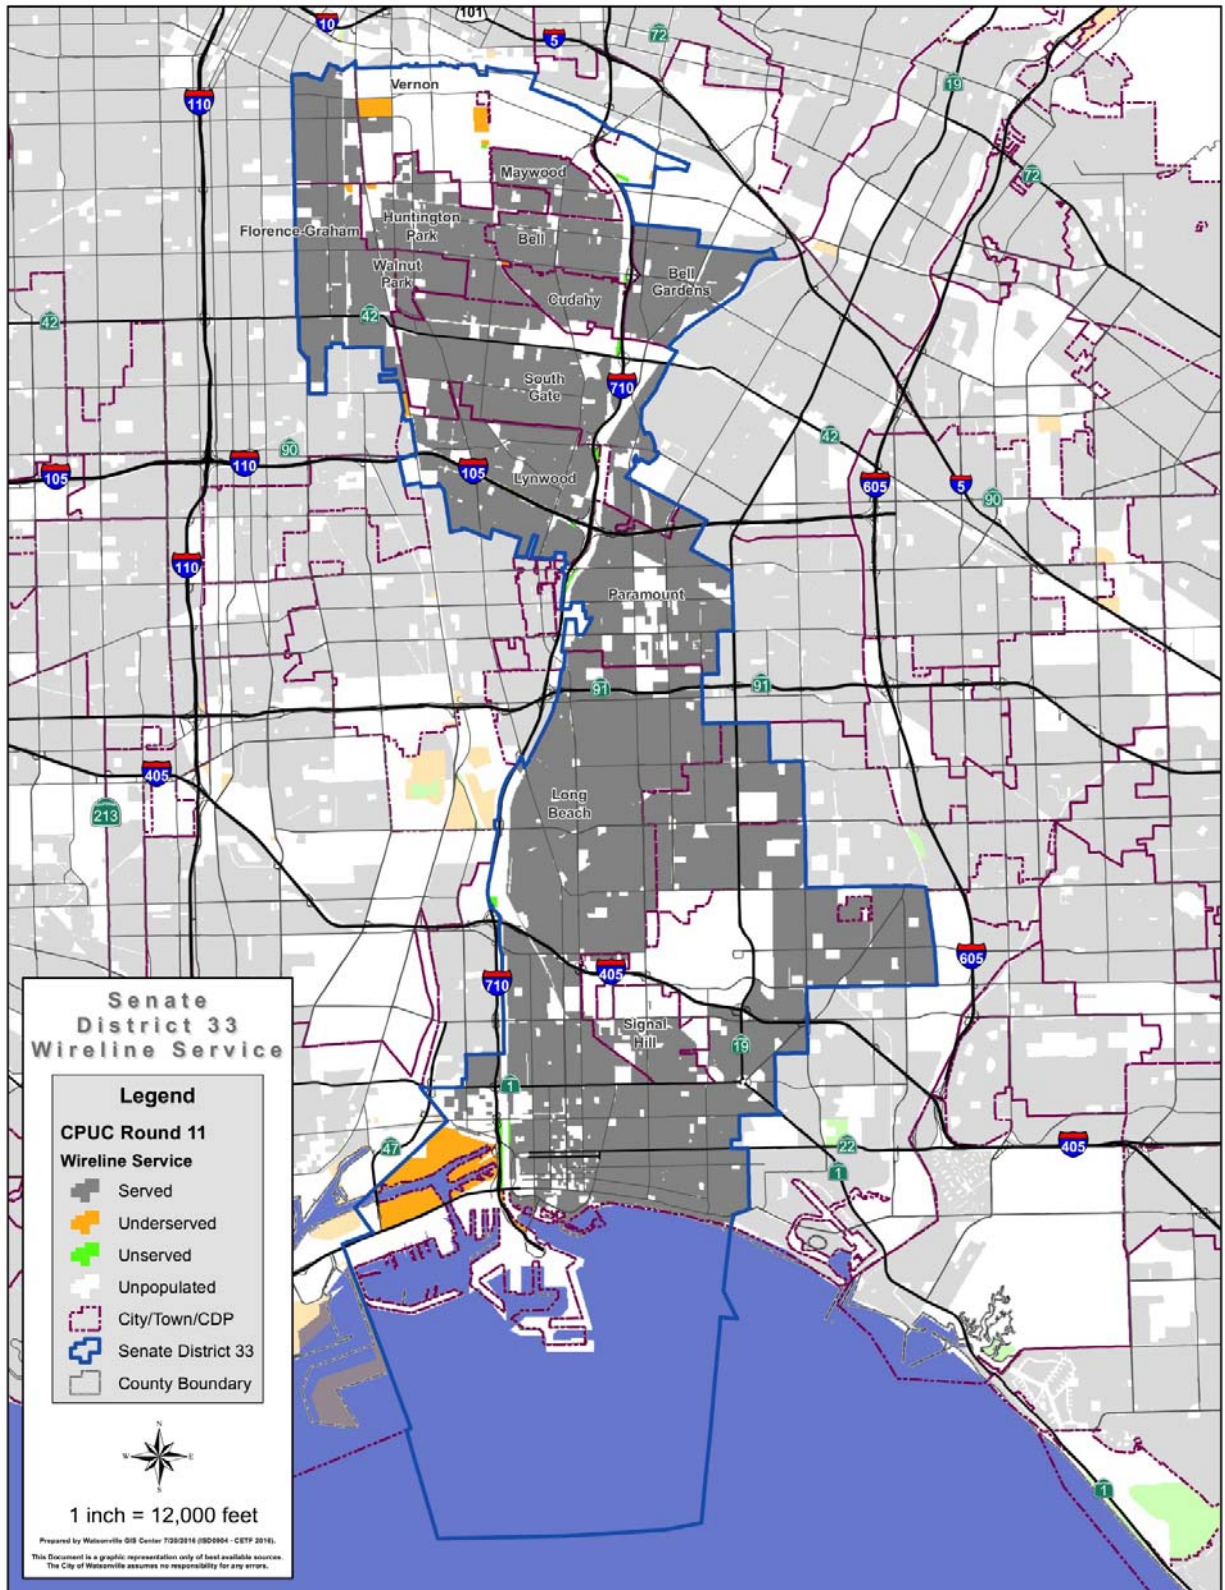 101
10
5
72
19
110
Vernon
72
Maywood
Huntington
Park
Florence-Graham
Bell
Walnut
Park
Bell
Gardens
Cudahy
42
42
South
Gate
710
42
90
110
105
105
Lynwood
605
5
90
110
Paramount
91
91
405
213
Long
Beach
605
405
710
Signal
Hill
19
1
47
22
405
1
1
Senate
District 33
Wireline Service
Legend
CPUC Round 11
Wireline Service
Served
Underserved
Unserved
Unpopulated
City/Town/CDP
Senate District 33
County Boundary
N
W
E
S
1 inch = 12,000 feet
Prepared by Watsonville GIS Center 7/20/2016 (ISD0904 - CETF 2016).
This Document is a graphic representation only of best available sources.
The City of Watsonville assumes no responsibility for any errors.